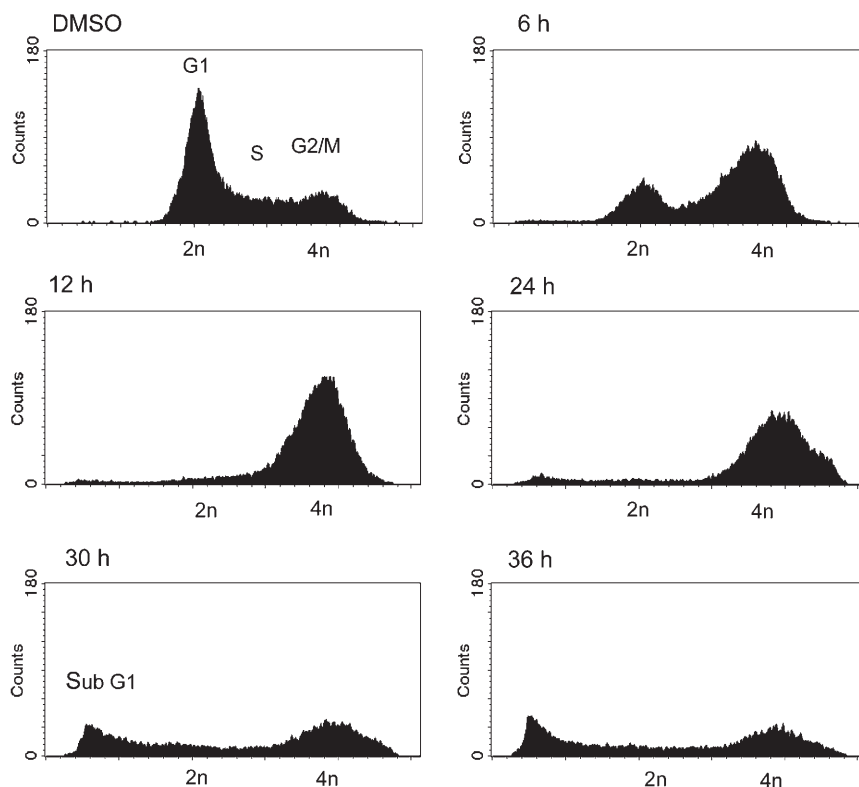 DMSO
180
G1
S
G2/M
Counts
0
2n 4n
6 h
180
Counts
0
2n 4n
12 h
180
Counts
0
2n 4n
24 h
180
Counts
0
2n 4n
30 h
180
Sub G1
Counts
0
2n 4n
36 h
180
Counts
0
2n 4n